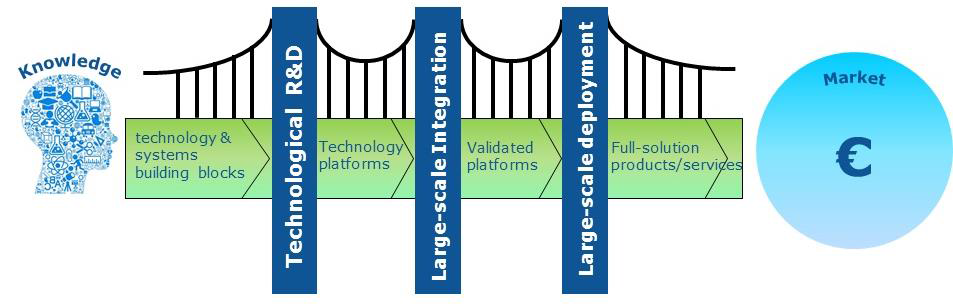 Knowledge
technology &
systems
building blocks
Technological R&D
Technology
platforms
Large-scale Integration
Validated
platforms
Large-scale deployment
Full-solution
products/services
Market
€